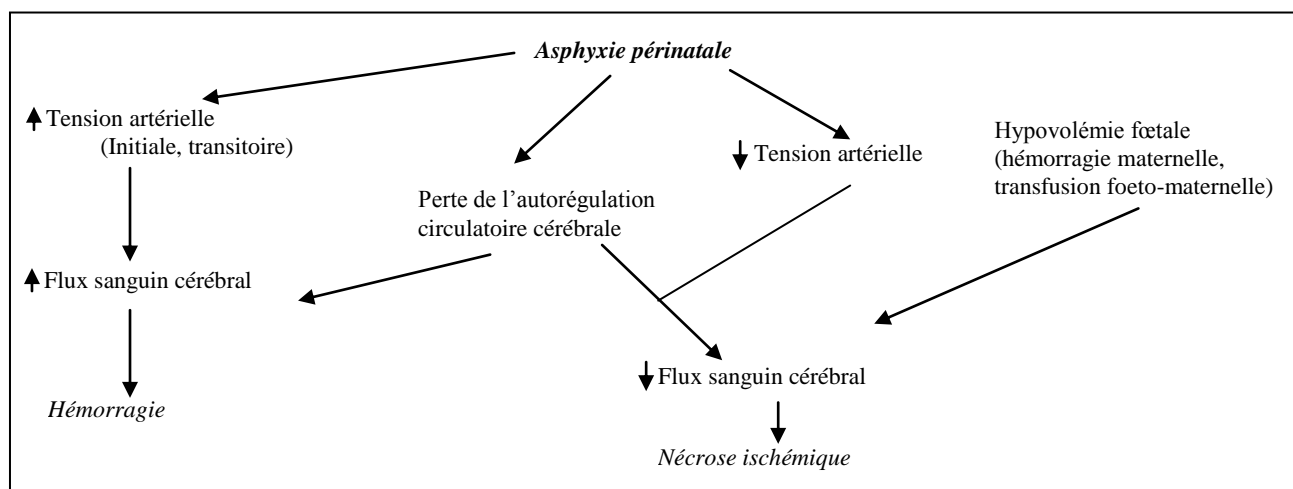 Asphyxie périnatale
Tension artérielle
(Initiale, transitoire)
Tension artérielle
Hypovolémie fœtale
(hémorragie maternelle,
transfusion foeto-maternelle)
Perte de l’autorégulation
circulatoire cérébrale
Flux sanguin cérébral
Flux sanguin cérébral
Hémorragie
Nécrose ischémique